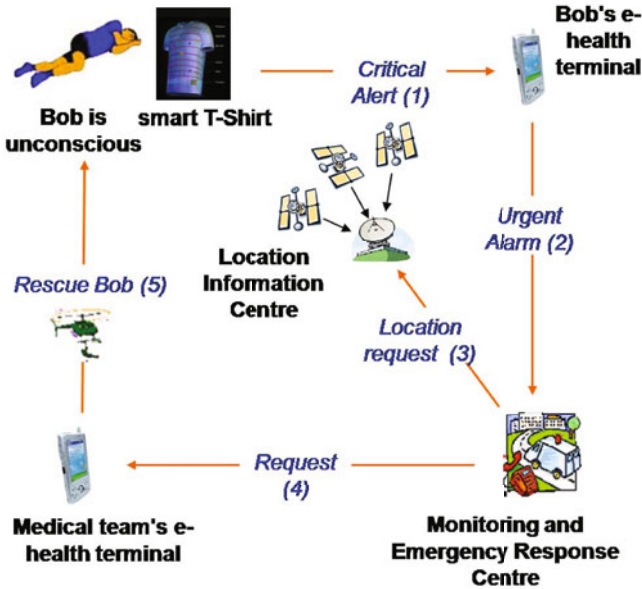 Bob is
unconscious
smart T-Shirt
Critical
Alert (1)
Bob's e-
health
terminal
Urgent
Alarm (2)
Location
Information
Centre
Location
request (3)
Rescue Bob (5)
Request
(4)
Medical team's e-
health terminal
Monitoring and
Emergency Response
Centre